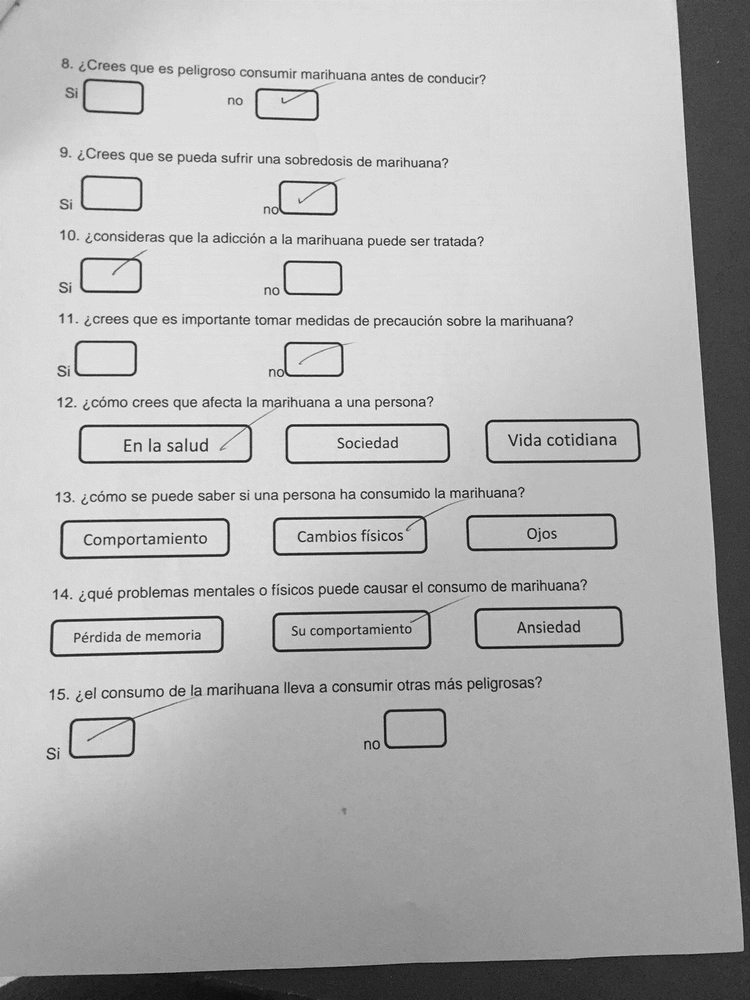 8. ¿Crees que es peligroso consumir marihuana antes de conducir?
Si no
9. ¿Crees que se pueda sufrir una sobredosis de marihuana?
Si no
10. ¿consideras que la adicción a la marihuana puede ser tratada?
Si no
11. ¿crees que es importante tomar medidas de precaución sobre la marihuana?
Si no
12. ¿cómo crees que afecta la marihuana a una persona?
En la salud Sociedad Vida cotidiana
13. ¿cómo se puede saber si una persona ha consumido la marihuana?
Comportamiento Cambios físicos Ojos
14. ¿qué problemas mentales o físicos puede causar el consumo de marihuana?
Pérdida de memoria Su comportamiento Ansiedad
15. ¿el consumo de la marihuana lleva a consumir otras más peligrosas?
Si no